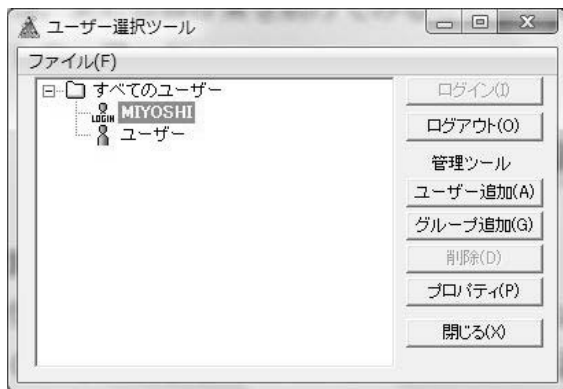 ユーザー選択ツール
ファイル(F)
すべてのユーザー
LOGIN MIYOSHI
ユーザー
ログイン(I)
ログアウト(O)
管理ツール
ユーザー追加(A)
グループ追加(G)
削除(D)
プロパティ(P)
閉じる(X)